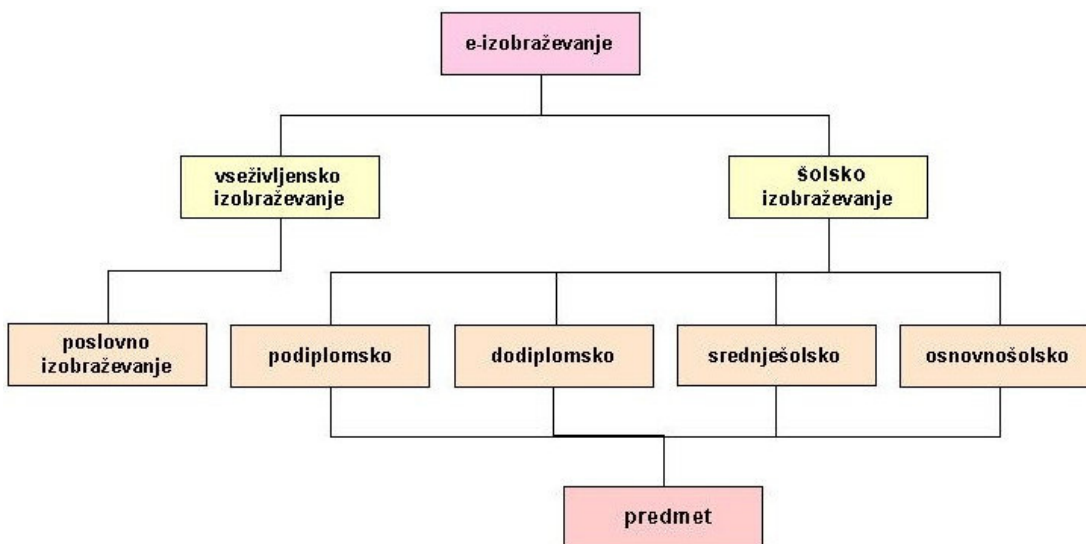 e-izobraževanje
vseživljensko
izobraževanje
šolsko
izobraževanje
poslovno
izobraževanje
podiplomsko
dodiplomsko
srednješolsko
osnovnošolsko
predmet